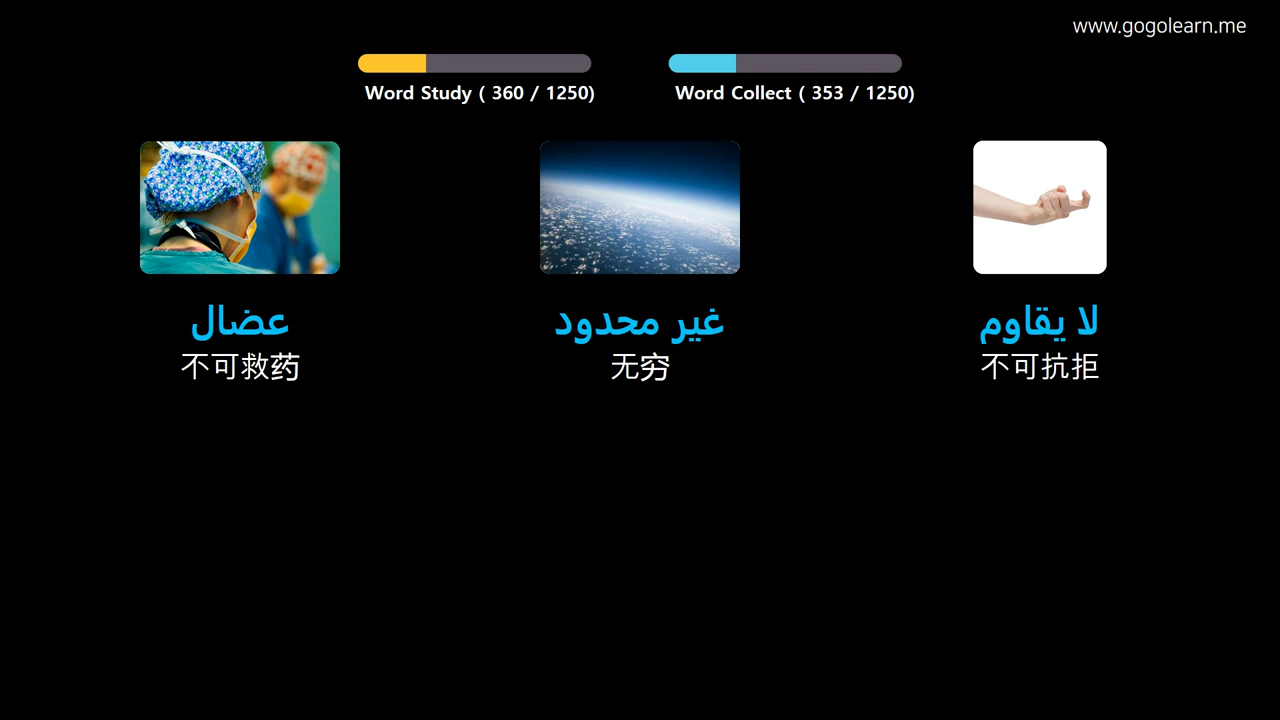 www.gogolearn.me
Word Study ( 360 / 1250)
Word Collect ( 353 / 1250)
عضال
不可救药
غير محدود
无穷
لا يقاوم
不可抗拒